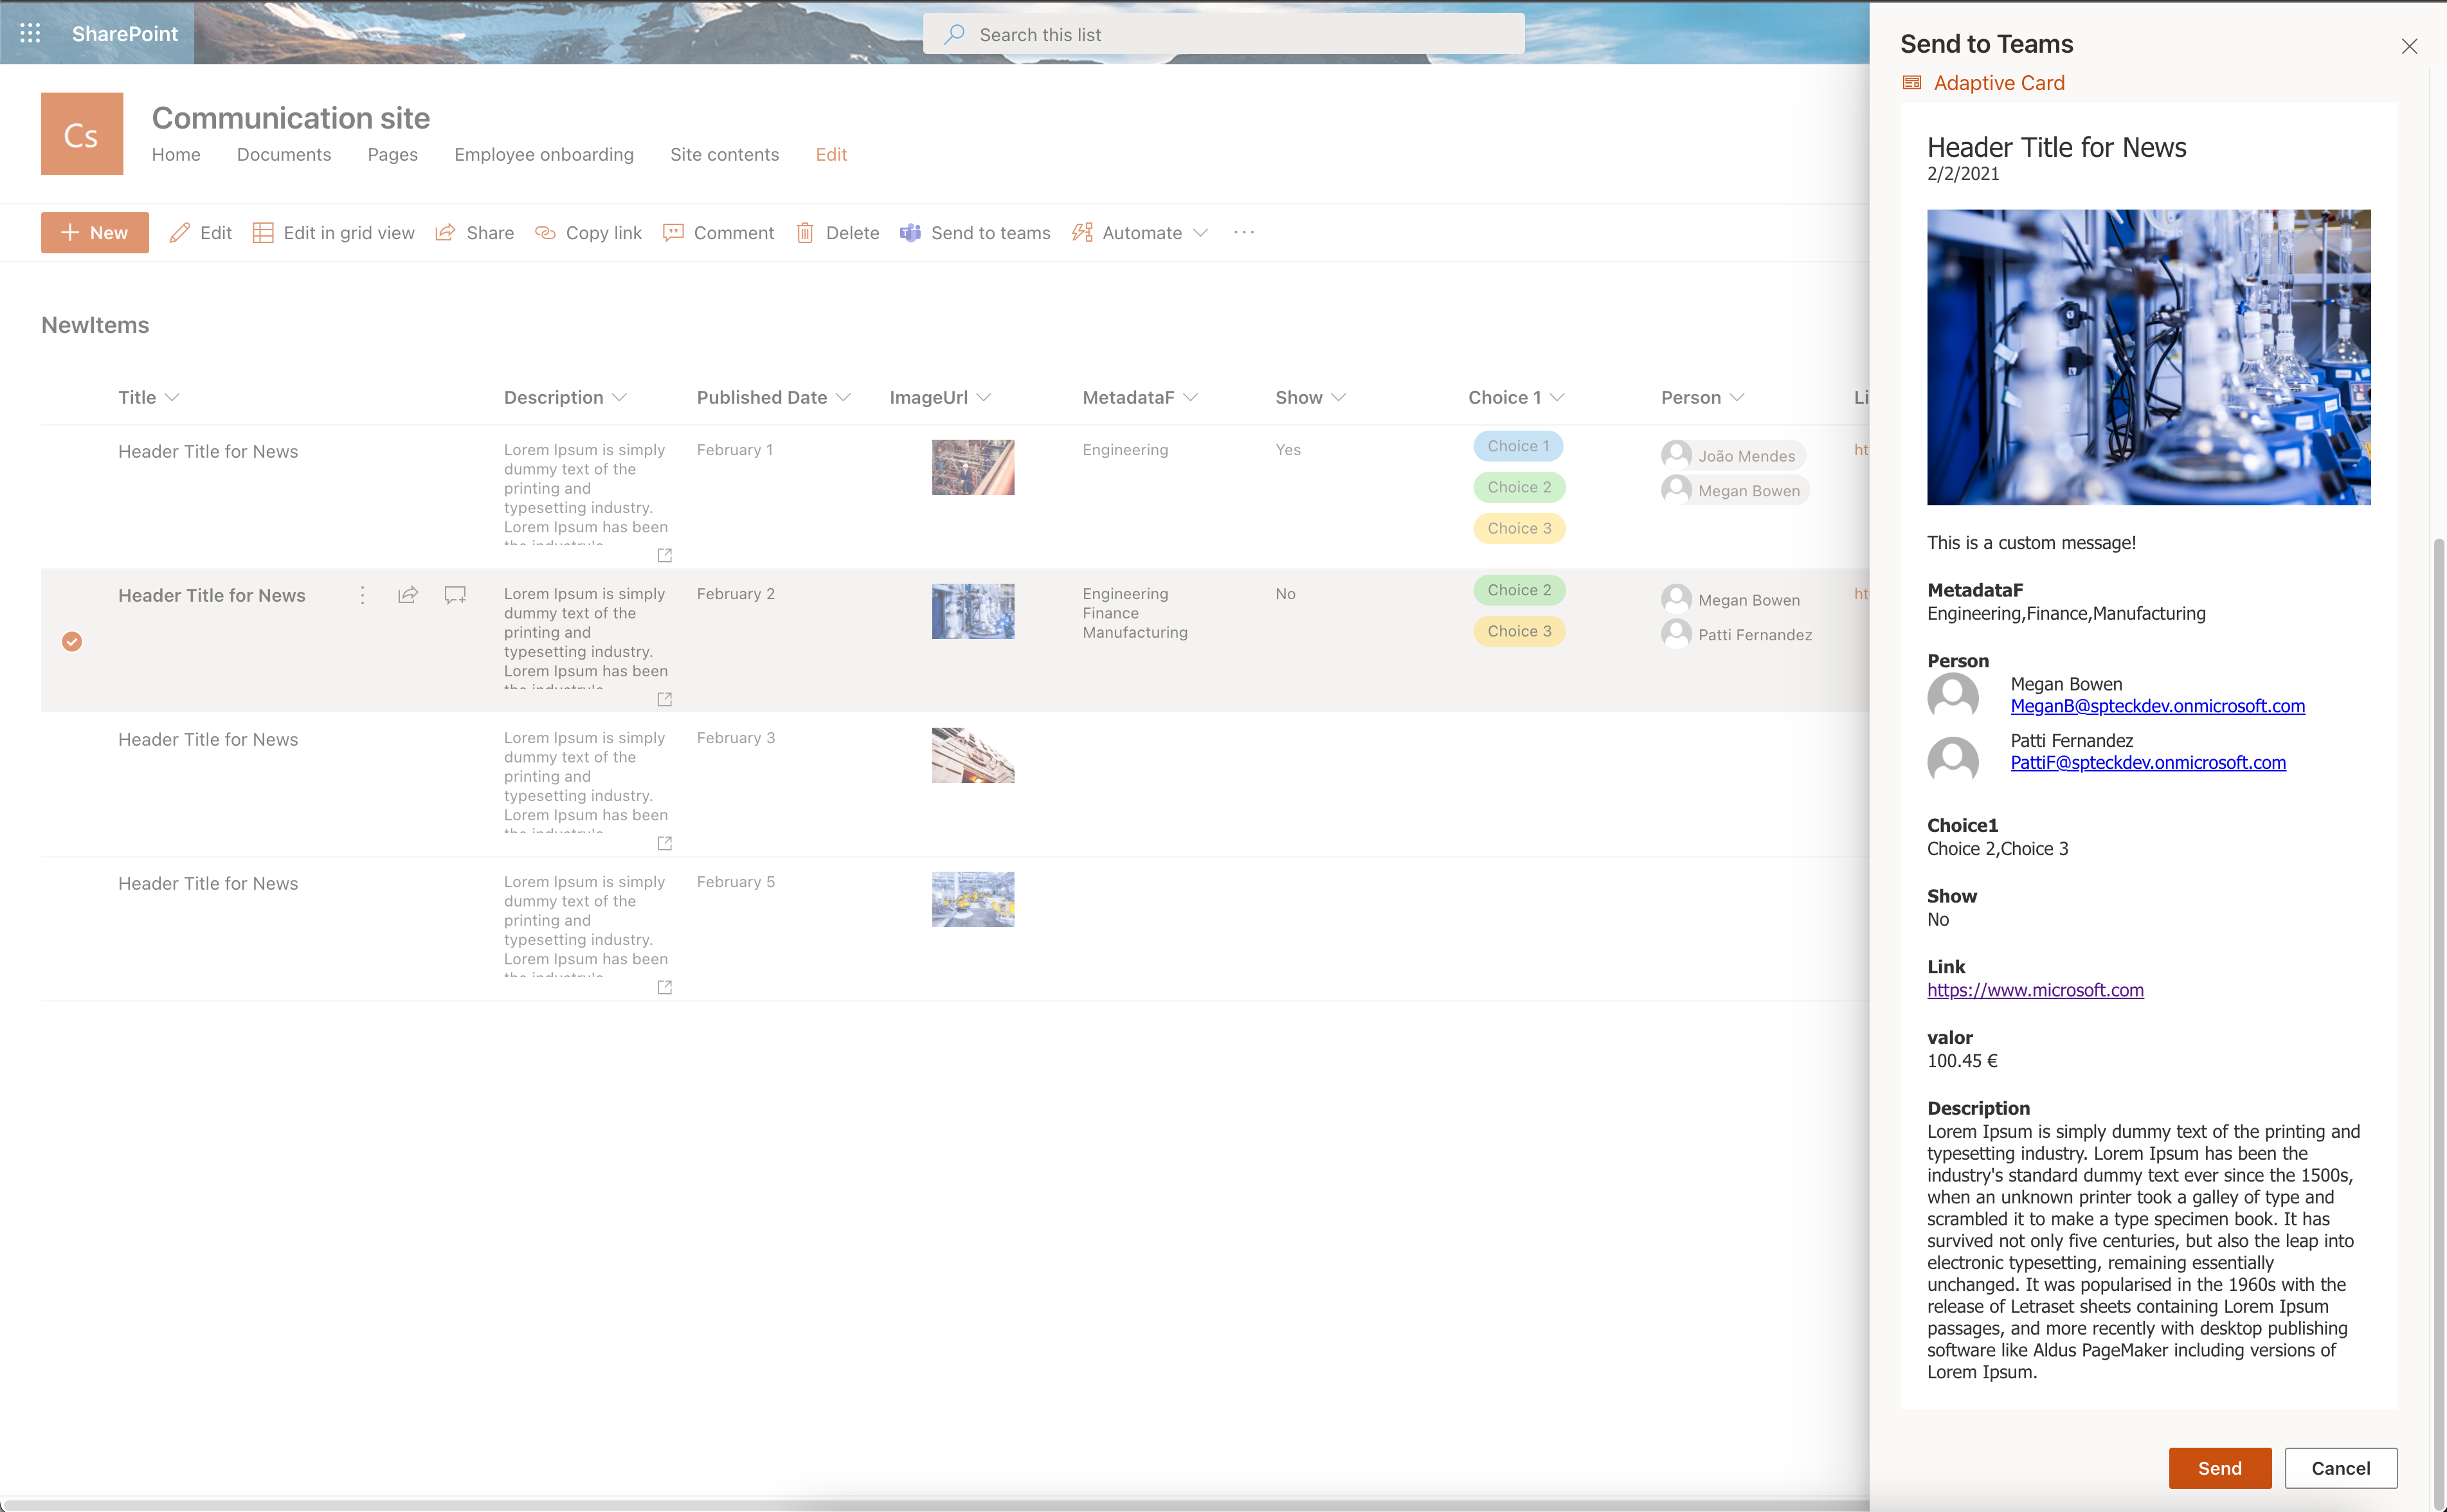 SharePoint
Search this list
Cs
Communication site
Home Documents Pages Employee onboarding Site contents Edit
New Edit Edit in grid view Share Copy link Comment Delete Send to teams Automate
NewItems
Title Description Published Date ImageUrl MetadataF Show Choice 1 Person Li
Header Title for News
Lorem Ipsum is simply
dummy text of the
printing and
typesetting industry.
Lorem Ipsum has been
the industry's
February 1
Engineering
Yes
Choice 1
Choice 2
Choice 3
João Mendes
Megan Bowen
ht
Header Title for News
Lorem Ipsum is simply
dummy text of the
printing and
typesetting industry.
Lorem Ipsum has been
the industry's
February 2
Engineering
Finance
Manufacturing
No
Choice 2
Choice 3
Megan Bowen
Patti Fernandez
ht
Header Title for News
Lorem Ipsum is simply
dummy text of the
printing and
typesetting industry.
Lorem Ipsum has been
the industry's
February 3
Header Title for News
Lorem Ipsum is simply
dummy text of the
printing and
typesetting industry.
Lorem Ipsum has been
the industry's
February 5
Send to Teams
Adaptive Card
Header Title for News
2/2/2021
This is a custom message!
MetadataF
Engineering,Finance,Manufacturing
Person
Megan Bowen
MeganB@spteckdev.onmicrosoft.com
Patti Fernandez
PattiF@spteckdev.onmicrosoft.com
Choice1
Choice 2,Choice 3
Show
No
Link
https://www.microsoft.com
valor
100.45 €
Description
Lorem Ipsum is simply dummy text of the printing and
typesetting industry. Lorem Ipsum has been the
industry's standard dummy text ever since the 1500s,
when an unknown printer took a galley of type and
scrambled it to make a type specimen book. It has
survived not only five centuries, but also the leap into
electronic typesetting, remaining essentially
unchanged. It was popularised in the 1960s with the
release of Letraset sheets containing Lorem Ipsum
passages, and more recently with desktop publishing
software like Aldus PageMaker including versions of
Lorem Ipsum.
Send Cancel